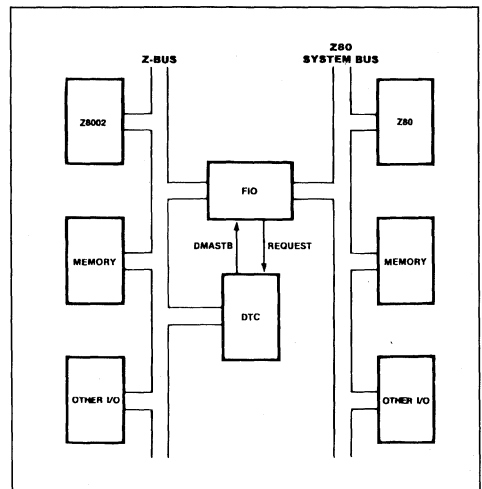 Z-BUS
Z80
SYSTEM BUS
Z8002
Z80
FIO
DMASTB
REQUEST
MEMORY
MEMORY
DTC
OTHER I/O
OTHER I/O